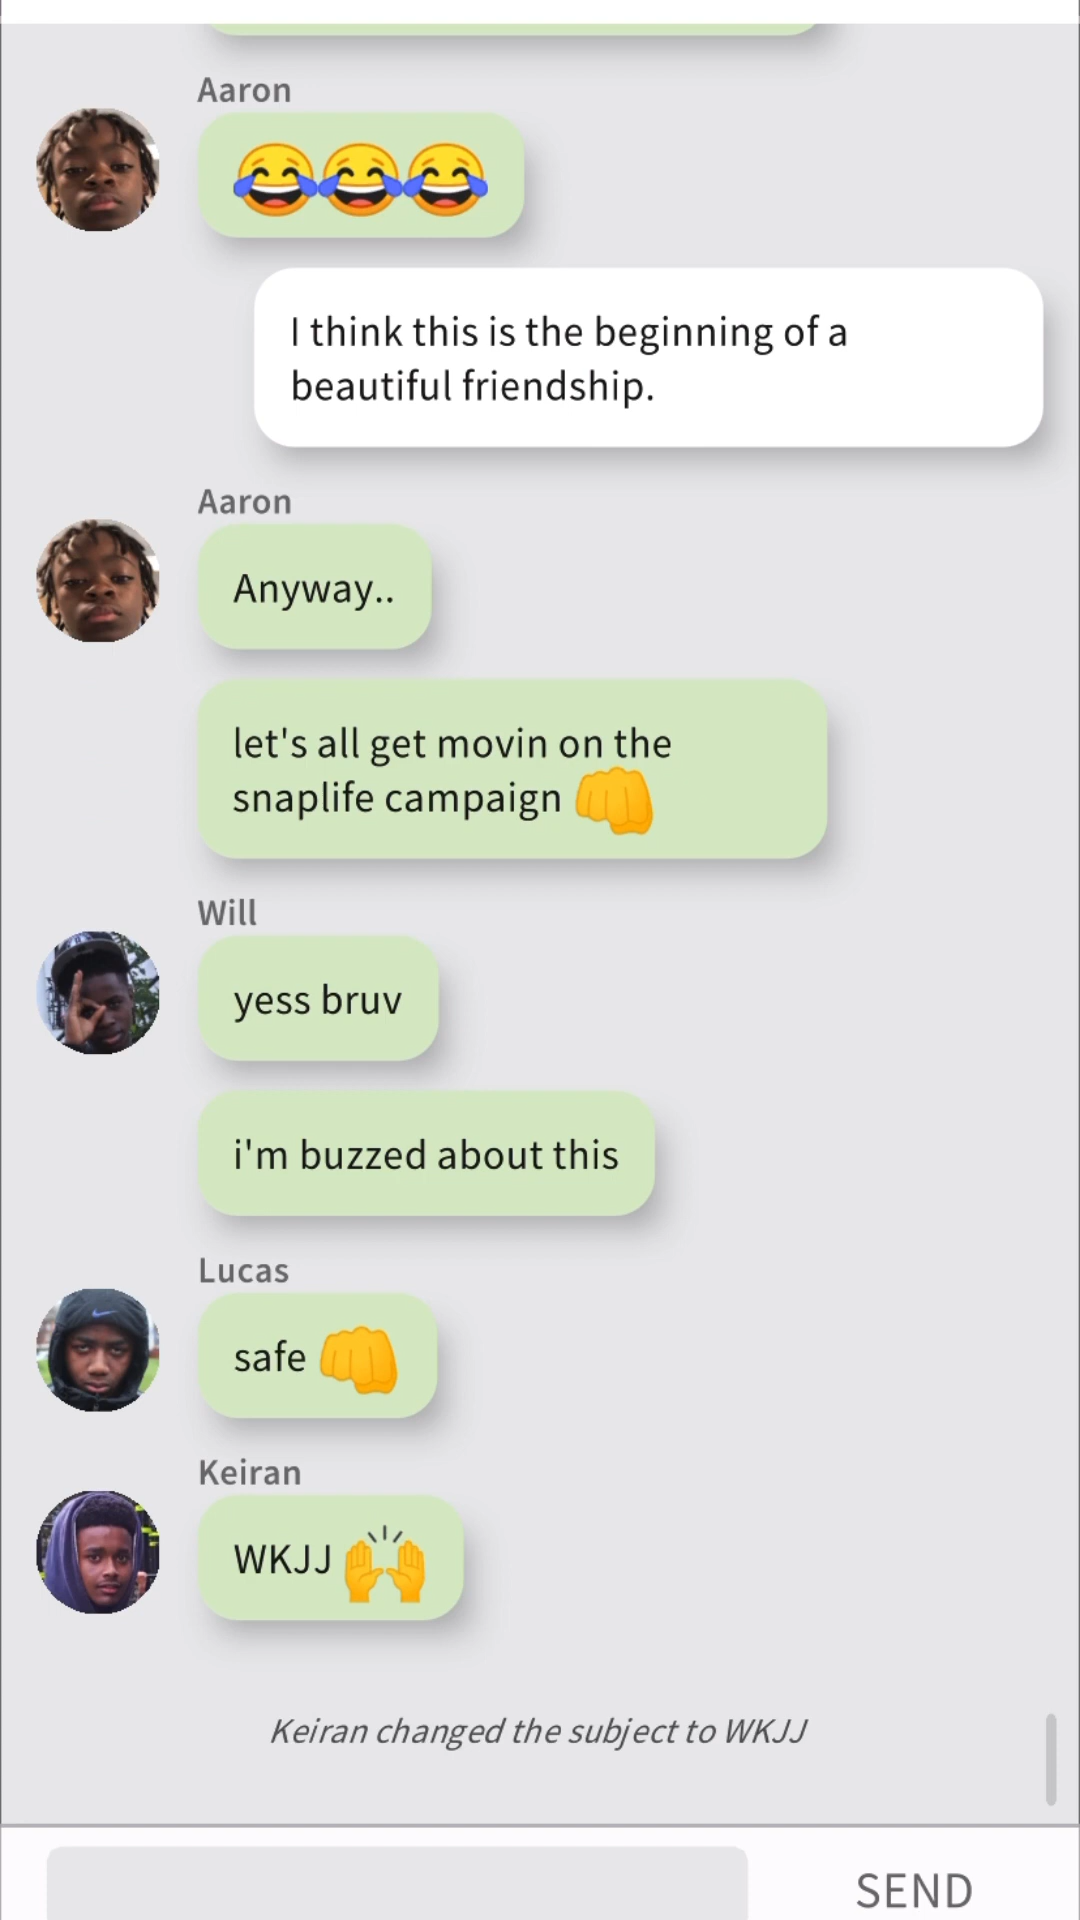 Aaron
😂😂😂
I think this is the beginning of a
beautiful friendship.
Aaron
Anyway..
let's all get movin on the
snaplife campaign 👊
Will
yess bruv
i'm buzzed about this
Lucas
safe 👊
Keiran
WKJJ 🙌
Keiran changed the subject to WKJJ
SEND